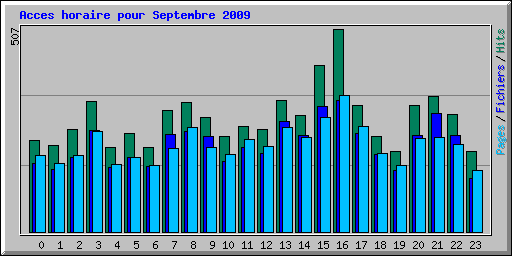 Acces horaire pour Septembre 2009
507
Pages / Fichiers / Hits
0 1 2 3 4 5 6 7 8 9 10 11 12 13 14 15 16 17 18 19 20 21 22 23